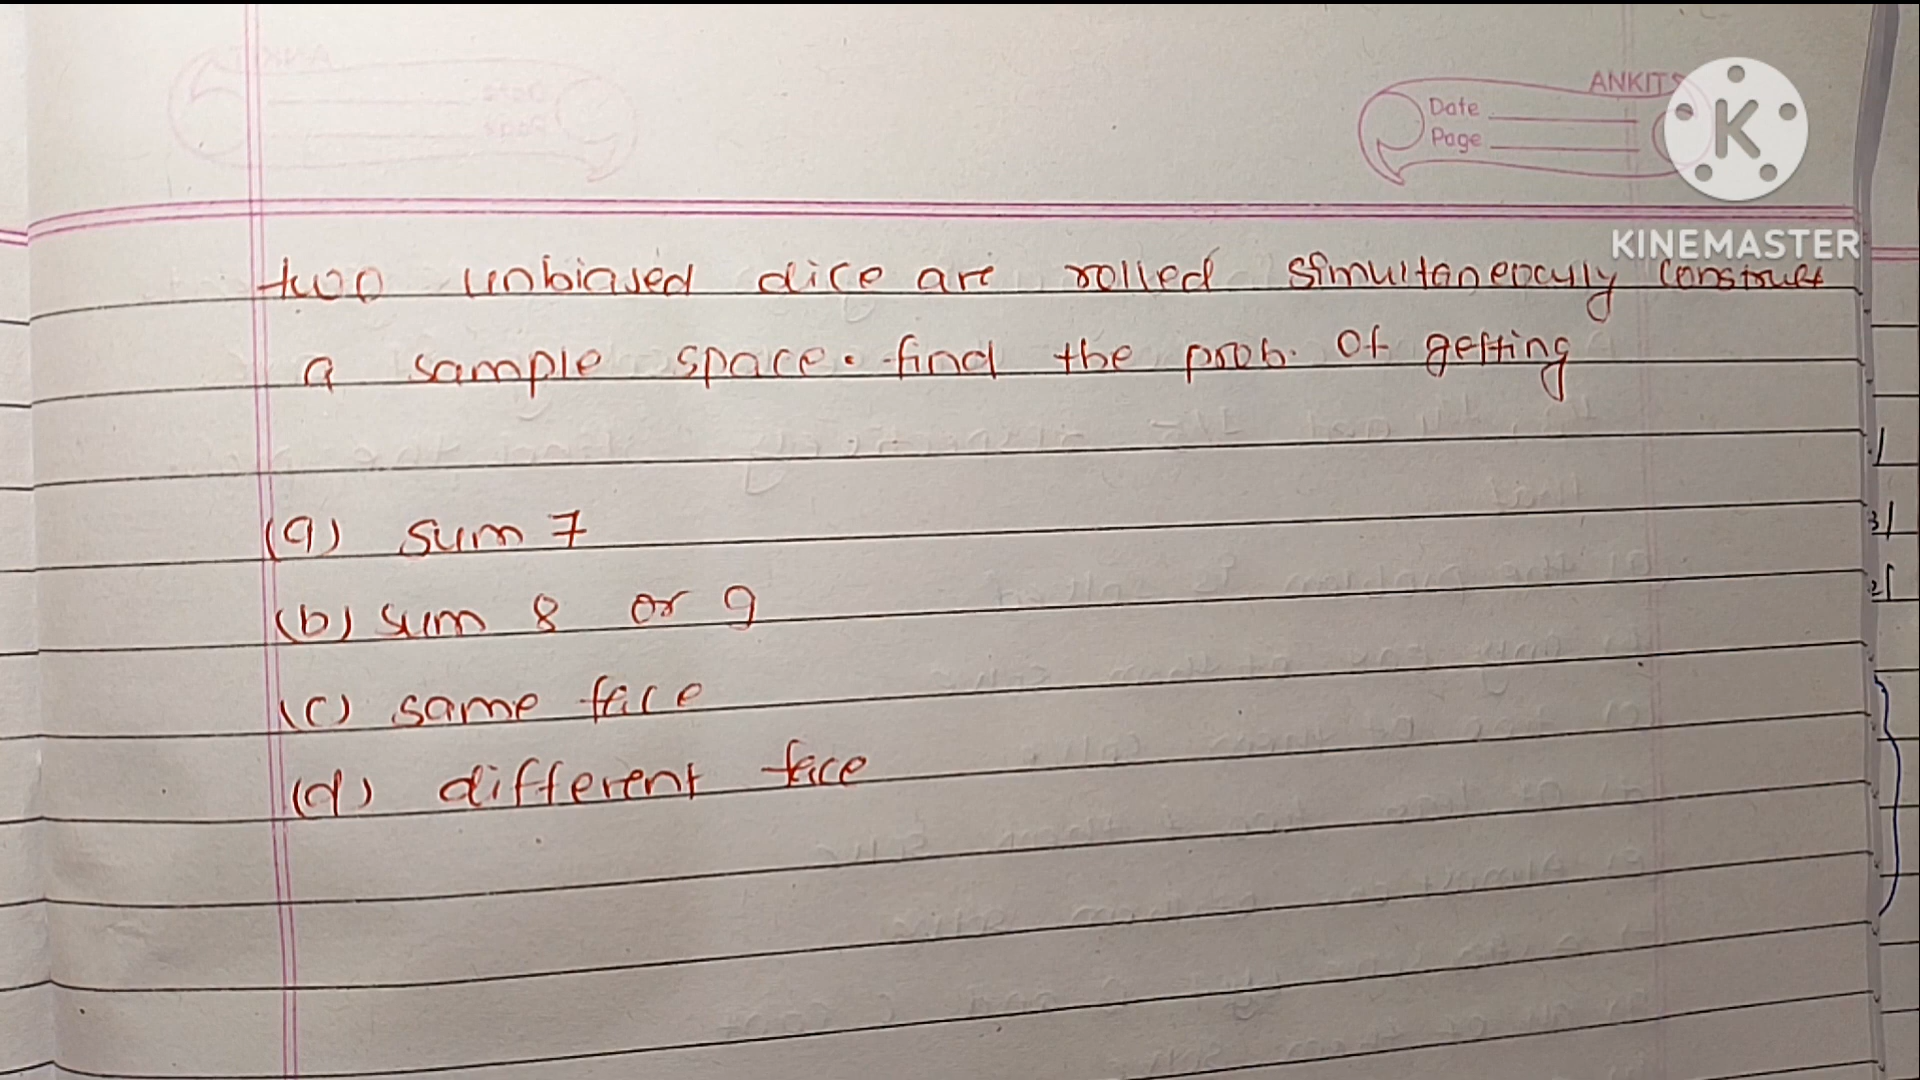 ANKITS
Date
Page
K
KINEMASTER
two unbiased dice are rolled simultaneously construct
a sample space. find the prob. of getting
(a) sum 7
(b) sum 8 or 9
(c) same face
(d) different face